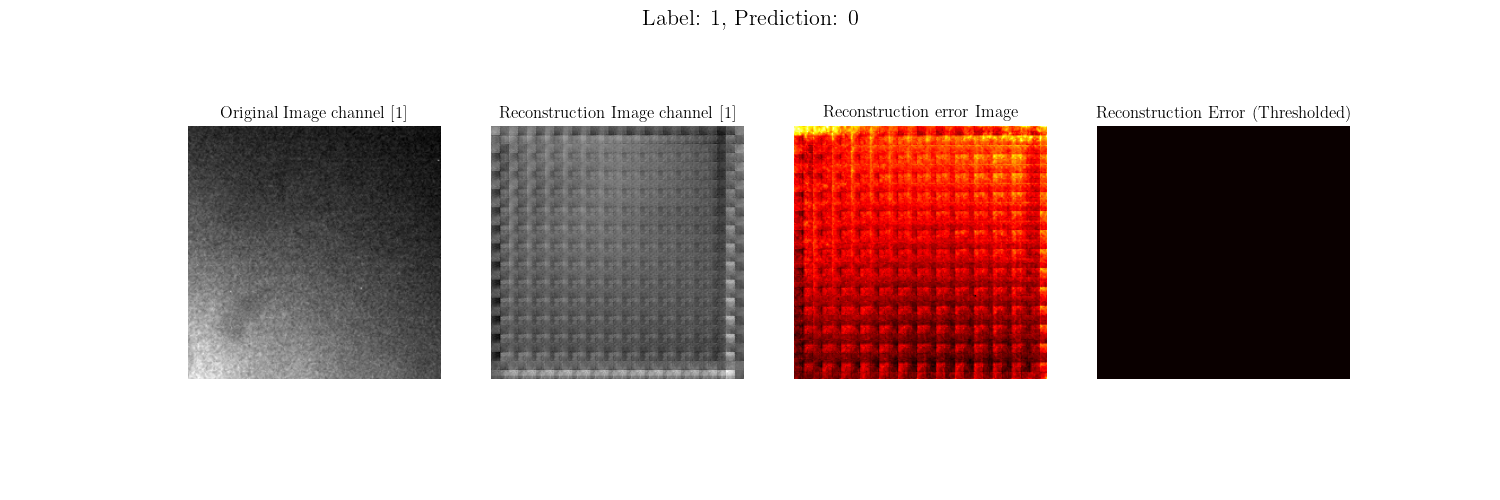 Label: 1, Prediction: 0
Original Image channel [1]
Reconstruction Image channel [1]
Reconstruction error Image
Reconstruction Error (Thresholded)